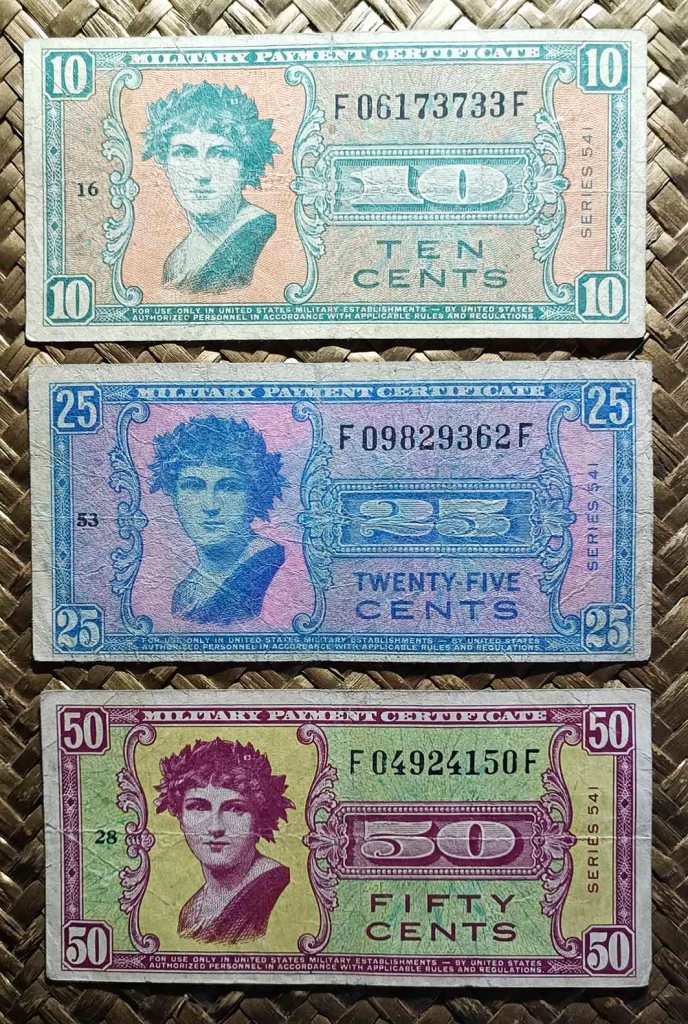 10 MILITARY PAYMENT CERTIFICATE 10
F06173733F
16
10
SERIES 541
TEN
CENTS
10 10
FOR USE ONLY IN UNITED STATES MILITARY ESTABLISHMENTS — BY UNITED STATES
AUTHORIZED PERSONNEL IN ACCORDANCE WITH APPLICABLE RULES AND REGULATIONS.
25 MILITARY PAYMENT CERTIFICATE 25
F09829362F
53
25
SERIES 541
TWENTY-FIVE
CENTS
25 25
FOR USE ONLY IN UNITED STATES MILITARY ESTABLISHMENTS — BY UNITED STATES
AUTHORIZED PERSONNEL IN ACCORDANCE WITH APPLICABLE RULES AND REGULATIONS.
50 MILITARY PAYMENT CERTIFICATE 50
F04924150F
28
50
SERIES 541
FIFTY
CENTS
50 50
FOR USE ONLY IN UNITED STATES MILITARY ESTABLISHMENTS — BY UNITED STATES
AUTHORIZED PERSONNEL IN ACCORDANCE WITH APPLICABLE RULES AND REGULATIONS.